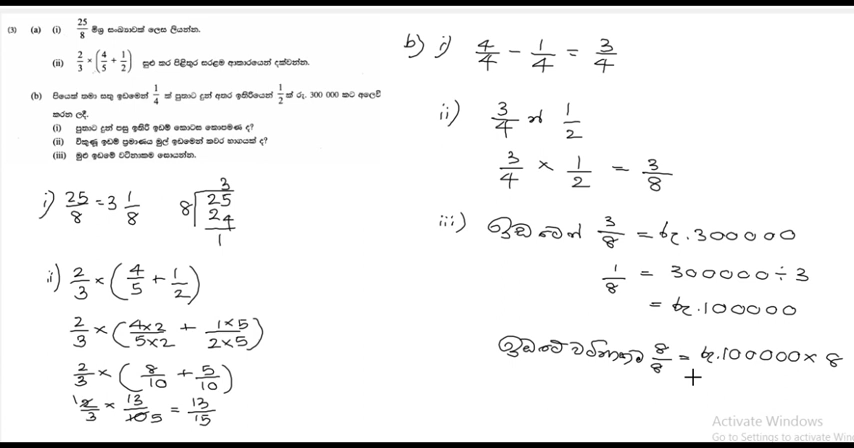 (3) (a) (i) 25/8 මිශ්‍ර සංඛ්‍යාවක් ලෙස ලියන්න.
(ii) 2/3 × (4/5 + 1/2) සුළු කර පිළිතුර සරළම ආකාරයෙන් දක්වන්න.
(b) පියෙක් තමා සතු ඉඩමෙන් 1/4 ක් පුතාට දුන් අතර ඉතිරියෙන් 1/2 ක් රු. 300 000 කට අලෙවි
කරන ලදී.
(i) පුතාට දුන් පසු ඉතිරි ඉඩම් කොටස කොපමණ ද?
(ii) විකුණු ඉඩම් ප්‍රමාණය මුල් ඉඩමෙන් කවර භාගයක් ද?
(iii) මුළු ඉඩමේ වටිනාකම සොයන්න.
i) 25/8 = 3 1/8
3
8 25
24
1
ii) 2/3 × (4/5 + 1/2)
2/3 × (4×2/5×2 + 1×5/2×5)
2/3 × (8/10 + 5/10)
1 2/3 × 13/10 5 = 13/15
b) i) 4/4 − 1/4 = 3/4
ii) 3/4 න් 1/2
3/4 × 1/2 = 3/8
iii) ඉඩමෙන් 3/8 = රු.300000
1/8 = 300000 ÷ 3
= රු.100000
ඉඩමේ වටිනාකම 8/8 = රු.100000 × 8
Activate Windows
Go to Settings to activate Win